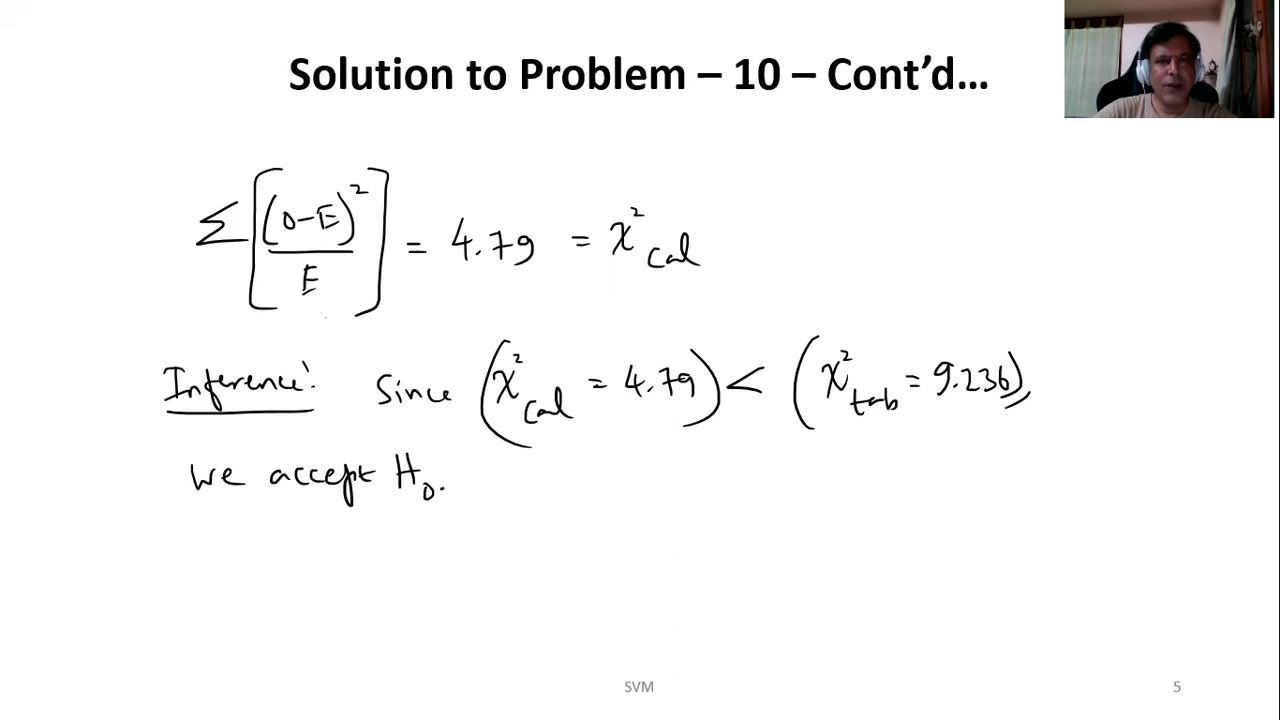 Solution to Problem – 10 – Cont'd...
Σ[(O-E)²/E] = 4.79 = χ²cal
Inference: Since (χ²cal = 4.79) < (χ²tab = 9.236),
we accept H₀.
SVM
5